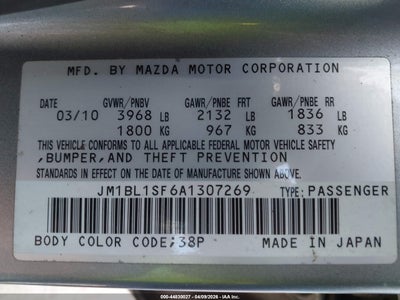 MFD. BY MAZDA MOTOR CORPORATION
DATE GVWR/PNBV GAWR/PNBE FRT GAWR/PNBE RR
03/10 3968 LB 2132 LB 1836 LB
1800 KG 967 KG 833 KG
THIS VEHICLE CONFORMS TO ALL APPLICABLE FEDERAL MOTOR VEHICLE SAFETY
,BUMPER,AND THEFT PREVENTION
STANDARDS IN EFFECT ON THE DATE OF MANUFACTURE SHOWN ABOVE.
JM1BL1SF6A1307269 TYPE:PASSENGER
BODY COLOR CODE;38P MADE IN JAPAN
000-44830027 - 04/09/2026 - IAA Inc.